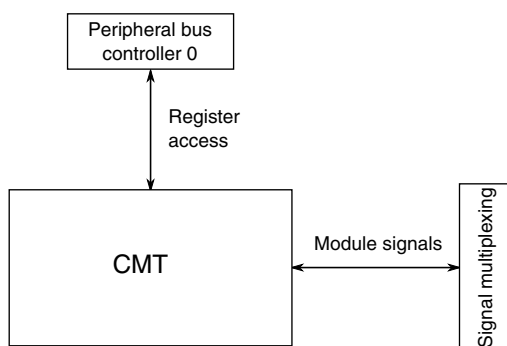 Peripheral bus
controller 0
Register
access
CMT
Module signals
Signal multiplexing